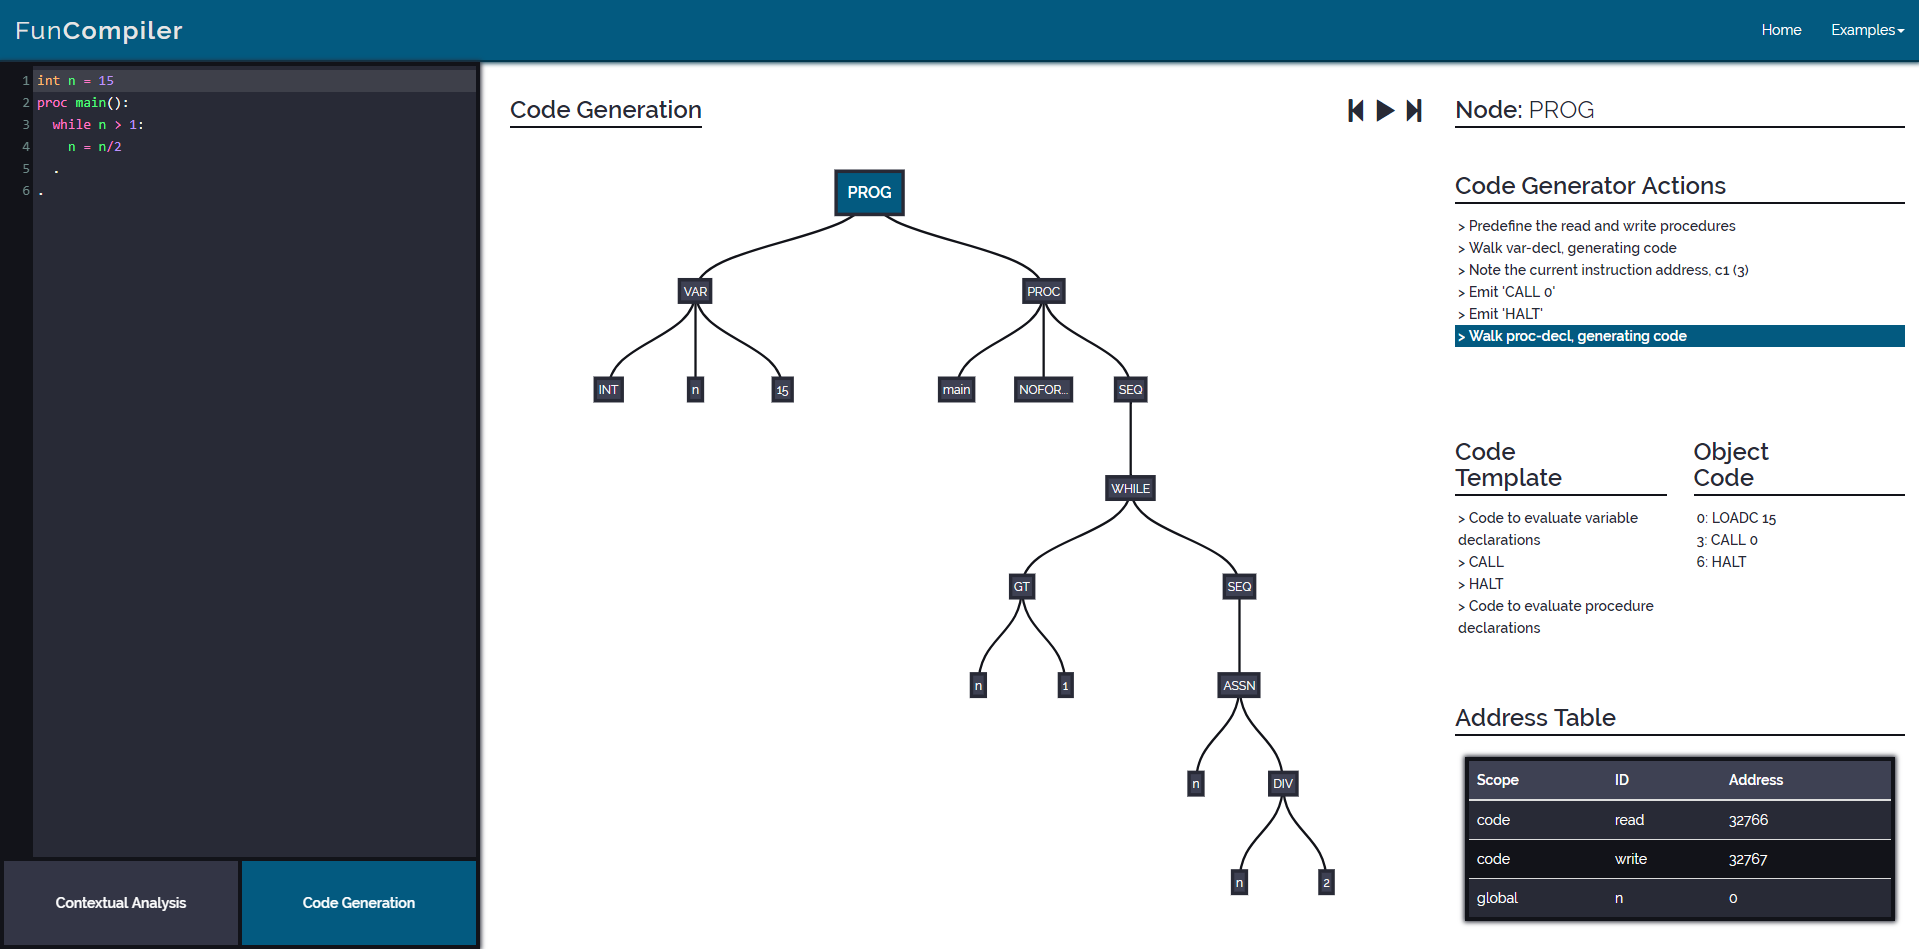 FunCompiler
Home
Examples
1 int n = 15
2 proc main():
3 while n > 1:
4 n = n/2
5 .
6 .
Contextual Analysis
Code Generation
Code Generation
PROG
VAR
PROC
INT
n
15
main
NOFOR...
SEQ
WHILE
GT
SEQ
n
1
ASSN
n
DIV
n
2
Node: PROG
Code Generator Actions
> Predefine the read and write procedures
> Walk var-decl, generating code
> Note the current instruction address, c1 (3)
> Emit 'CALL 0'
> Emit 'HALT'
> Walk proc-decl, generating code
Code
Template
> Code to evaluate variable
declarations
> CALL
> HALT
> Code to evaluate procedure
declarations
Object
Code
0: LOADC 15
3: CALL 0
6: HALT
Address Table
Scope ID Address
code read 32766
code write 32767
global n 0